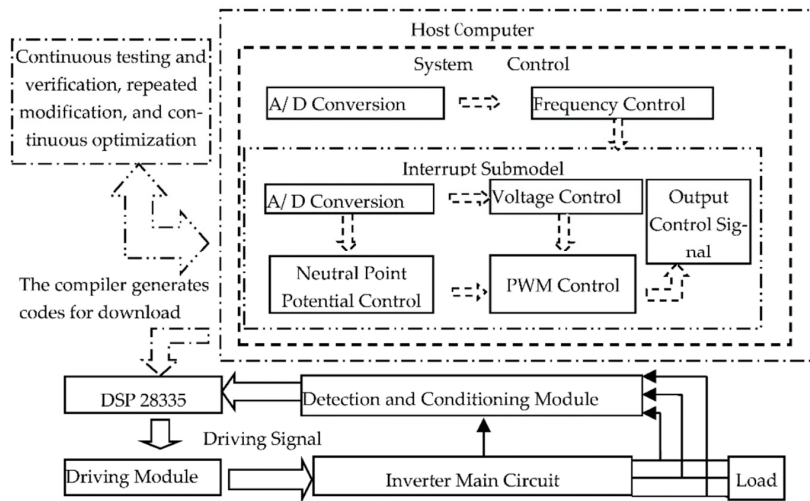 Host Computer
Continuous testing and
verification, repeated
modification, and con-
tinuous optimization
System Control
A/D Conversion
Frequency Control
Interrupt Submodel
A/D Conversion
Voltage Control
Output
Control Sig-
nal
Neutral Point
Potential Control
PWM Control
The compiler generates
codes for download
DSP 28335
Detection and Conditioning Module
Driving Signal
Driving Module
Inverter Main Circuit
Load